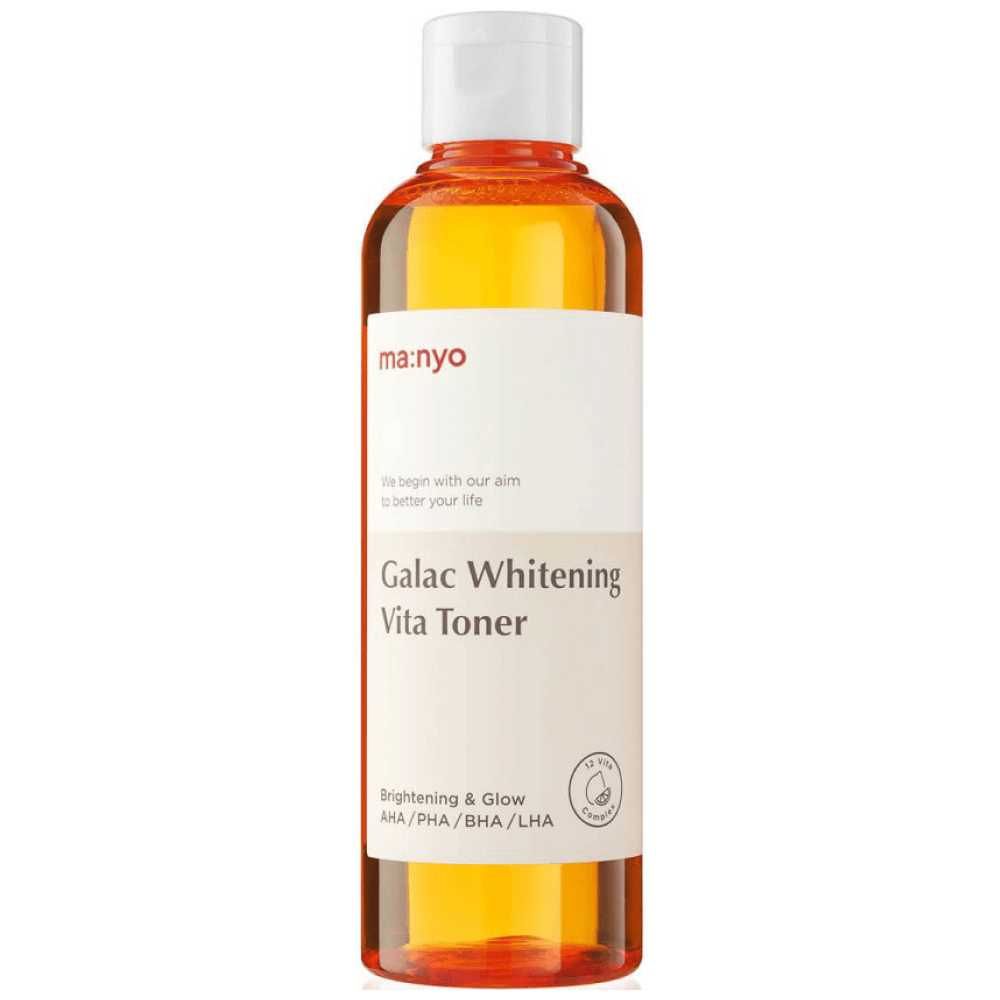 ma:nyo
We begin with our aim
to better your life
Galac Whitening
Vita Toner
12 Vita
Complex
Brightening & Glow
AHA / PHA / BHA / LHA